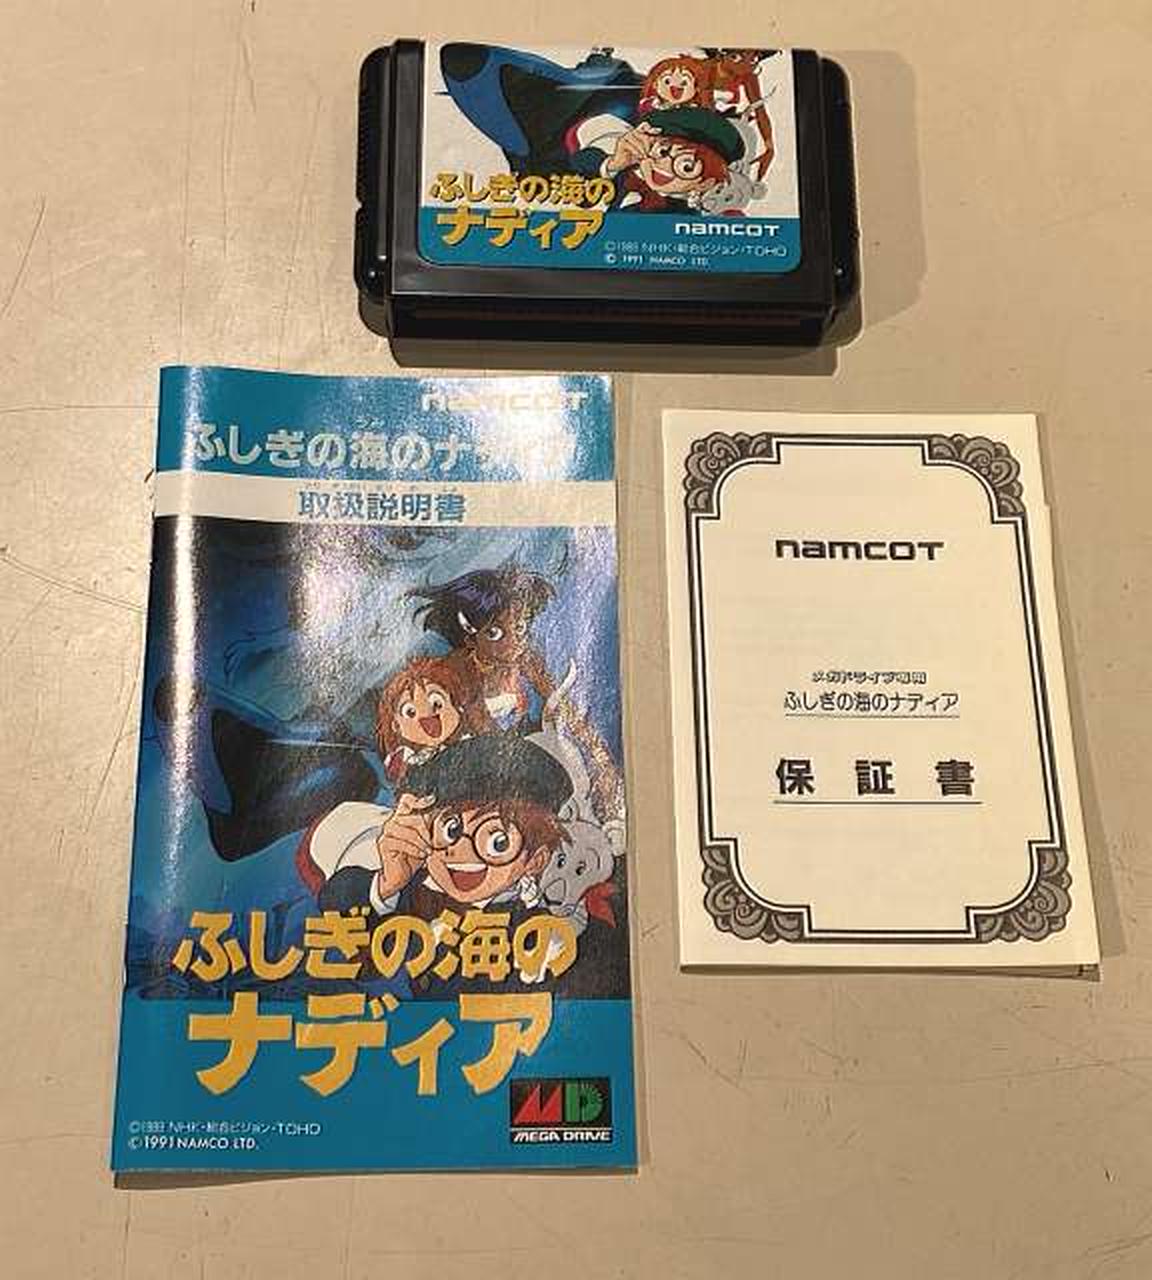 ふしぎの海の
ナディア
namcot
© 1989 NHK・総合ビジョン・TOHO
© 1991 NAMCO LTD.
namcot
ふしぎの海のナディア
取扱説明書
ふしぎの海の
ナディア
MD
MEGA DRIVE
© 1989 NHK・総合ビジョン・TOHO
© 1991 NAMCO LTD.
namcot
メガドライブ専用
ふしぎの海のナディア
保証書